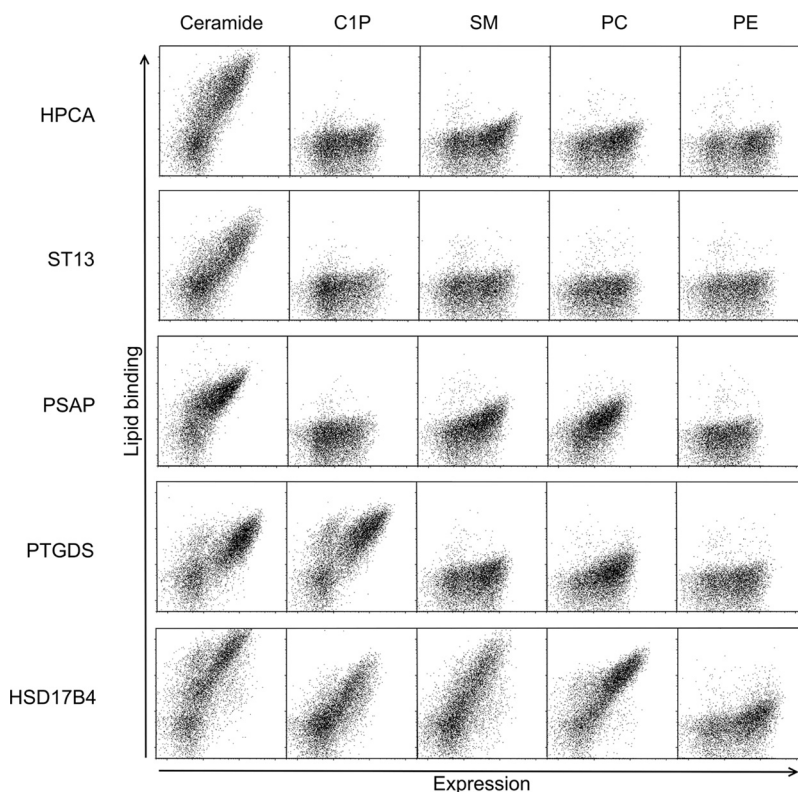 Ceramide C1P SM PC PE
HPCA
ST13
PSAP
PTGDS
HSD17B4
Lipid binding
Expression